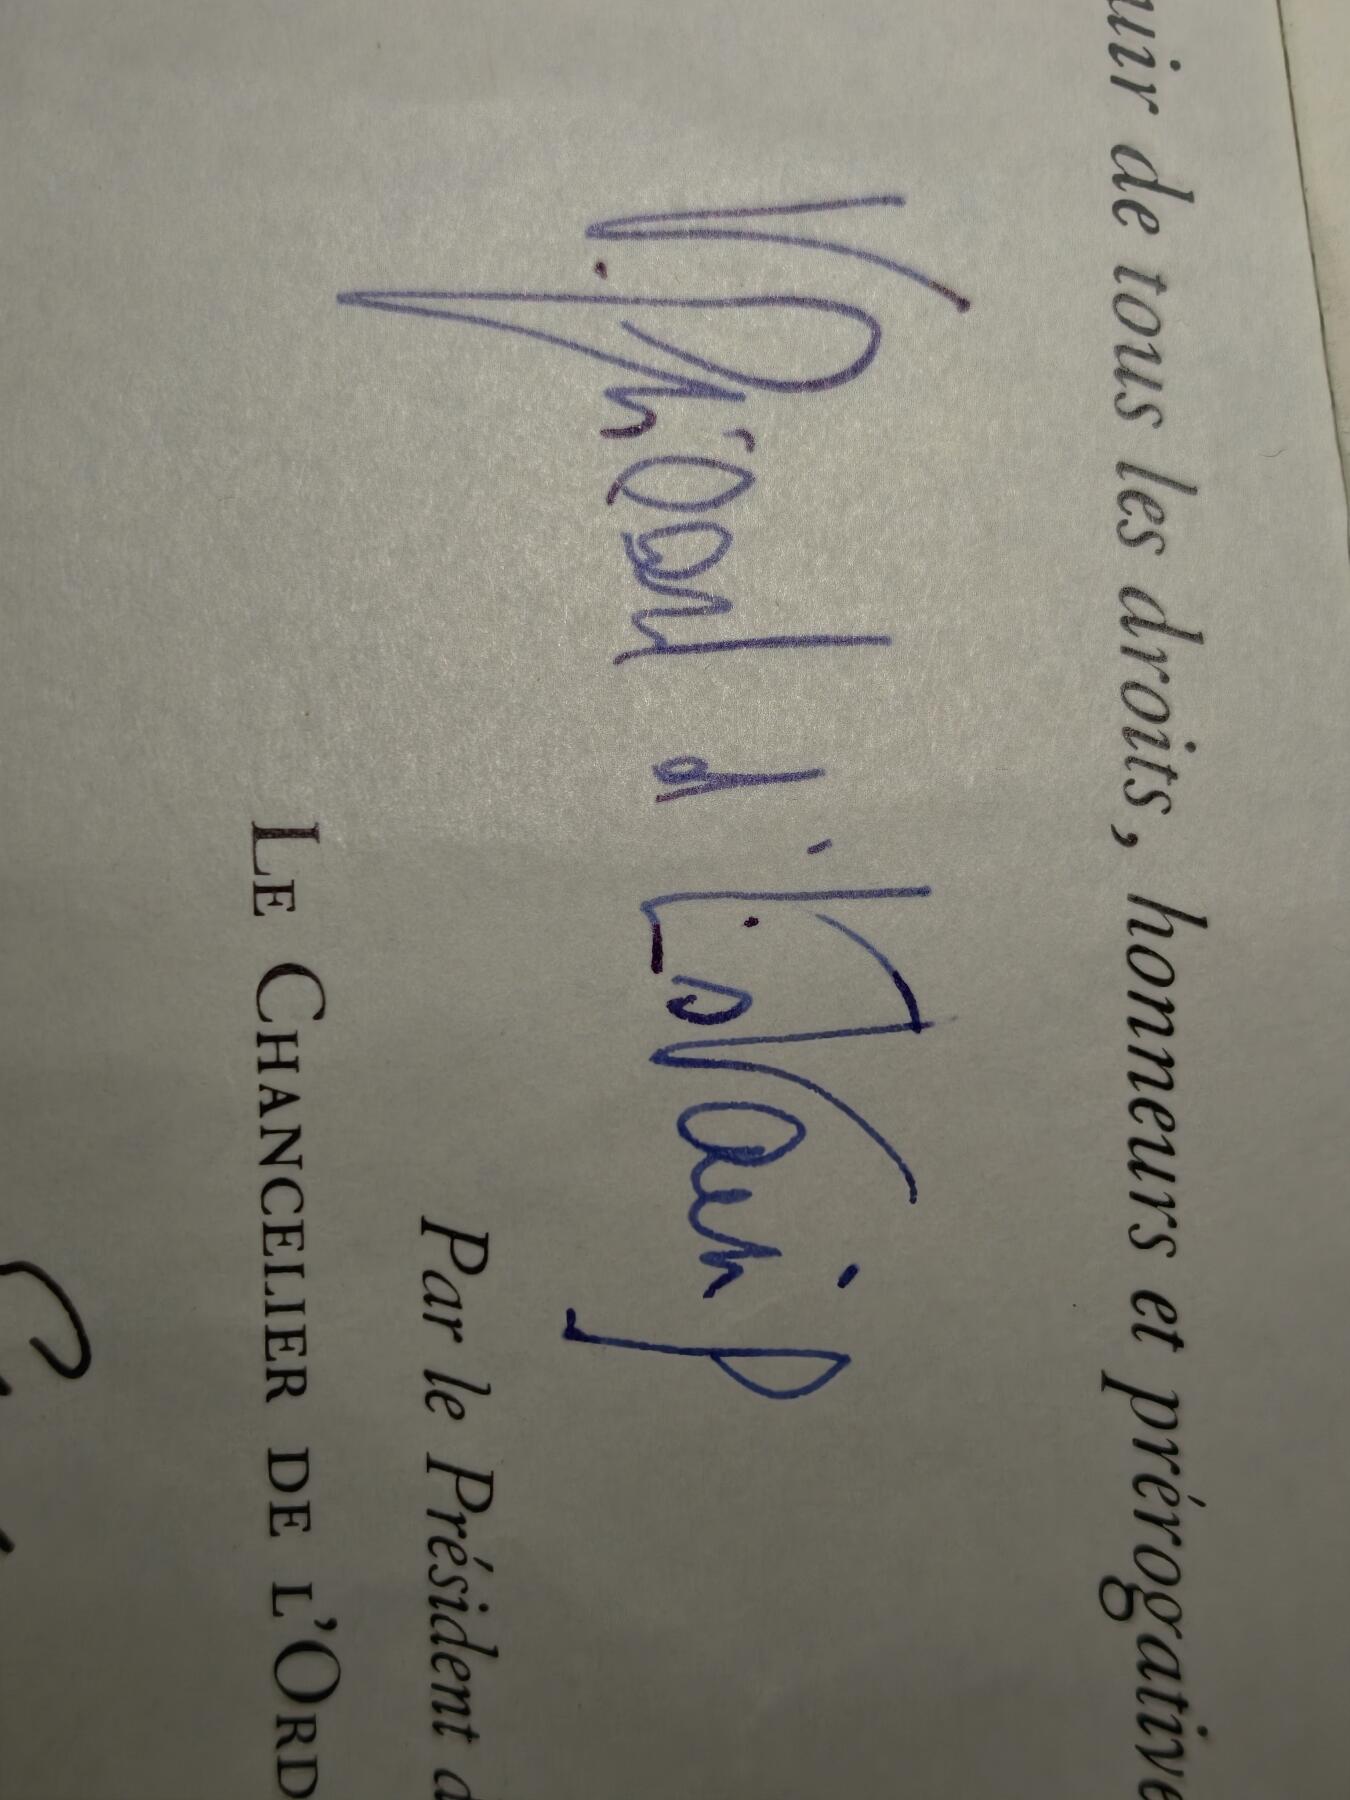 uir de tous les droits, honneurs et prérogative
V. Giscard d'Estaing
Par le Président d
LE CHANCELIER DE L'ORD